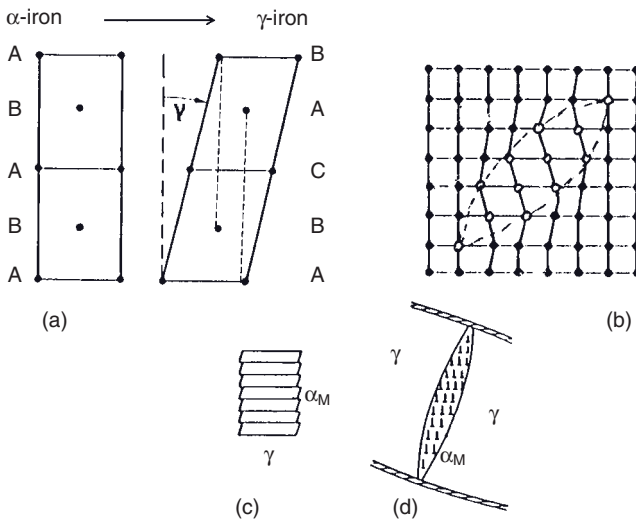 α-iron γ-iron
A B
B γ A
A C
B B
A A
(a) (b)
γ
α_M γ
γ α_M
(c) (d)